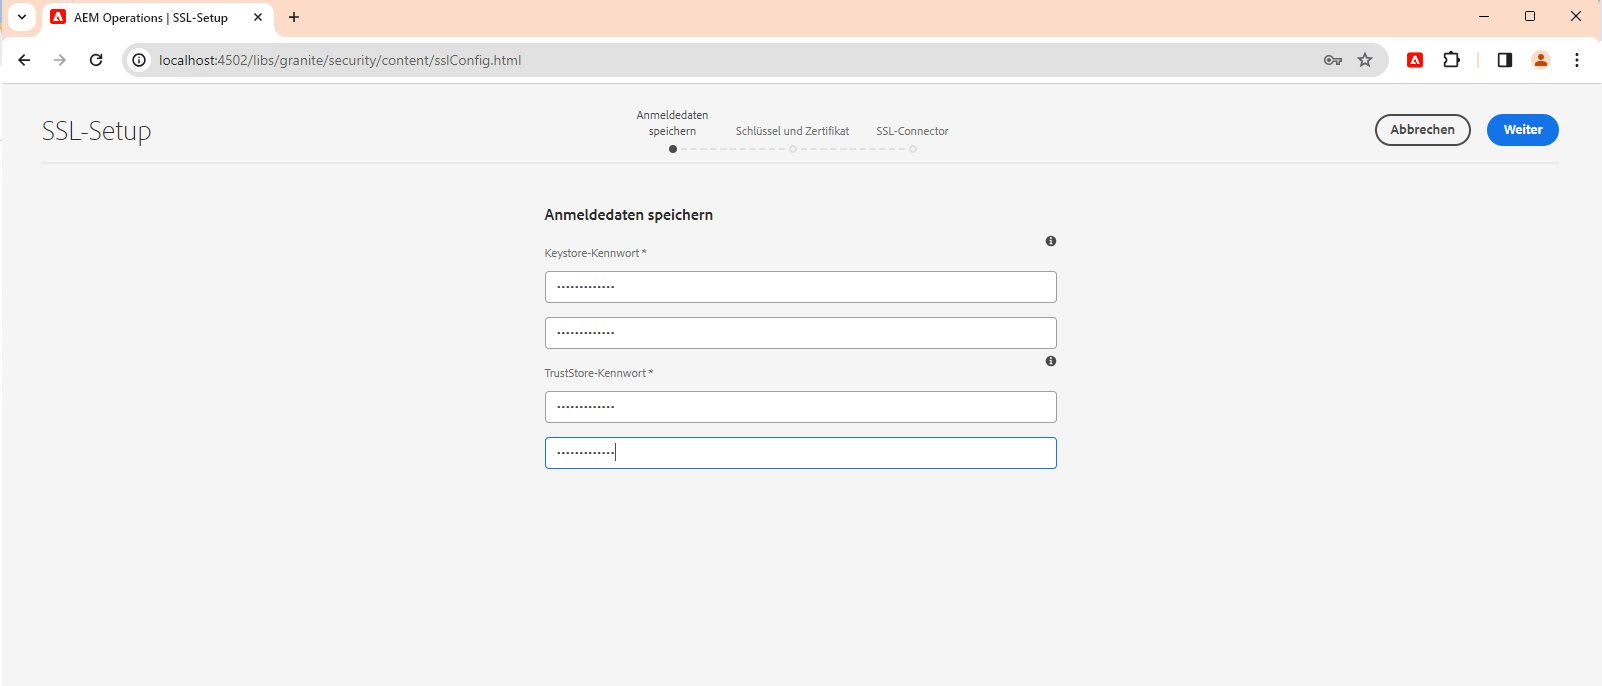 AEM Operations | SSL-Setup
localhost:4502/libs/granite/security/content/sslConfig.html
SSL-Setup
Anmeldedaten
speichern
Schlüssel und Zertifikat
SSL-Connector
Abbrechen
Weiter
Anmeldedaten speichern
Keystore-Kennwort *
•••••••••••••
•••••••••••••
TrustStore-Kennwort *
•••••••••••••
•••••••••••••